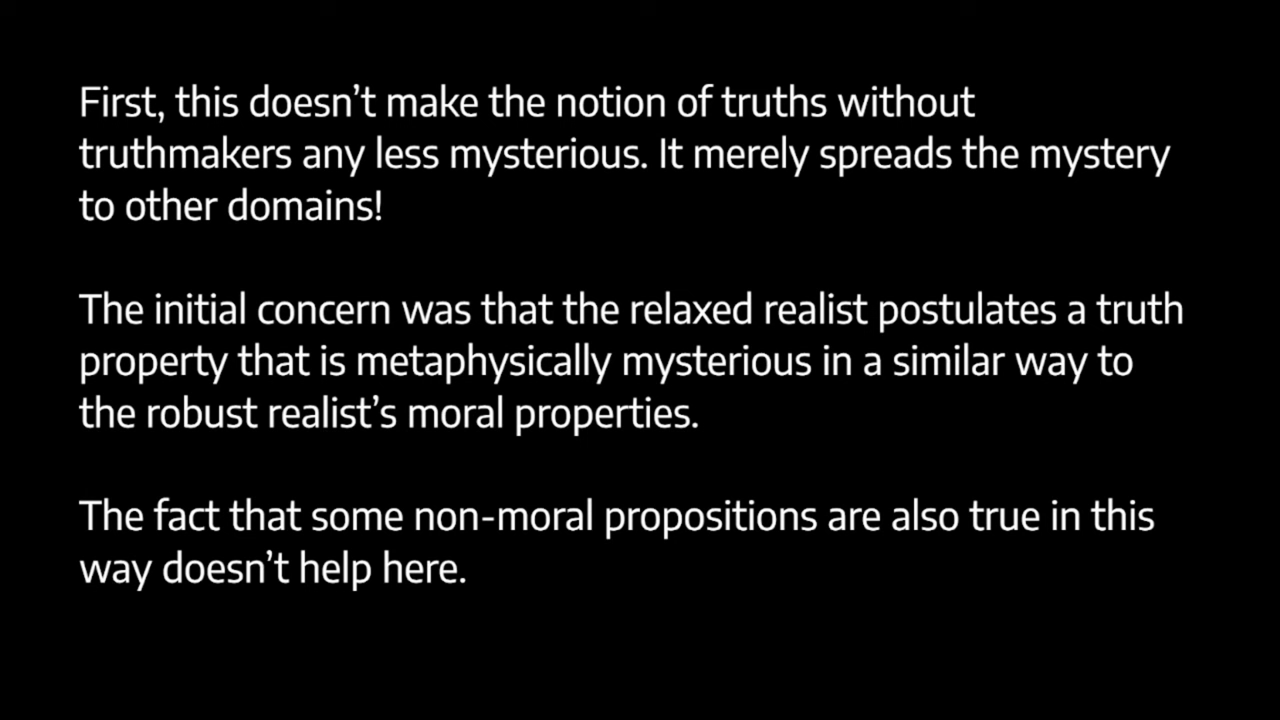 First, this doesn’t make the notion of truths without
truthmakers any less mysterious. It merely spreads the mystery
to other domains!
The initial concern was that the relaxed realist postulates a truth
property that is metaphysically mysterious in a similar way to
the robust realist’s moral properties.
The fact that some non-moral propositions are also true in this
way doesn’t help here.